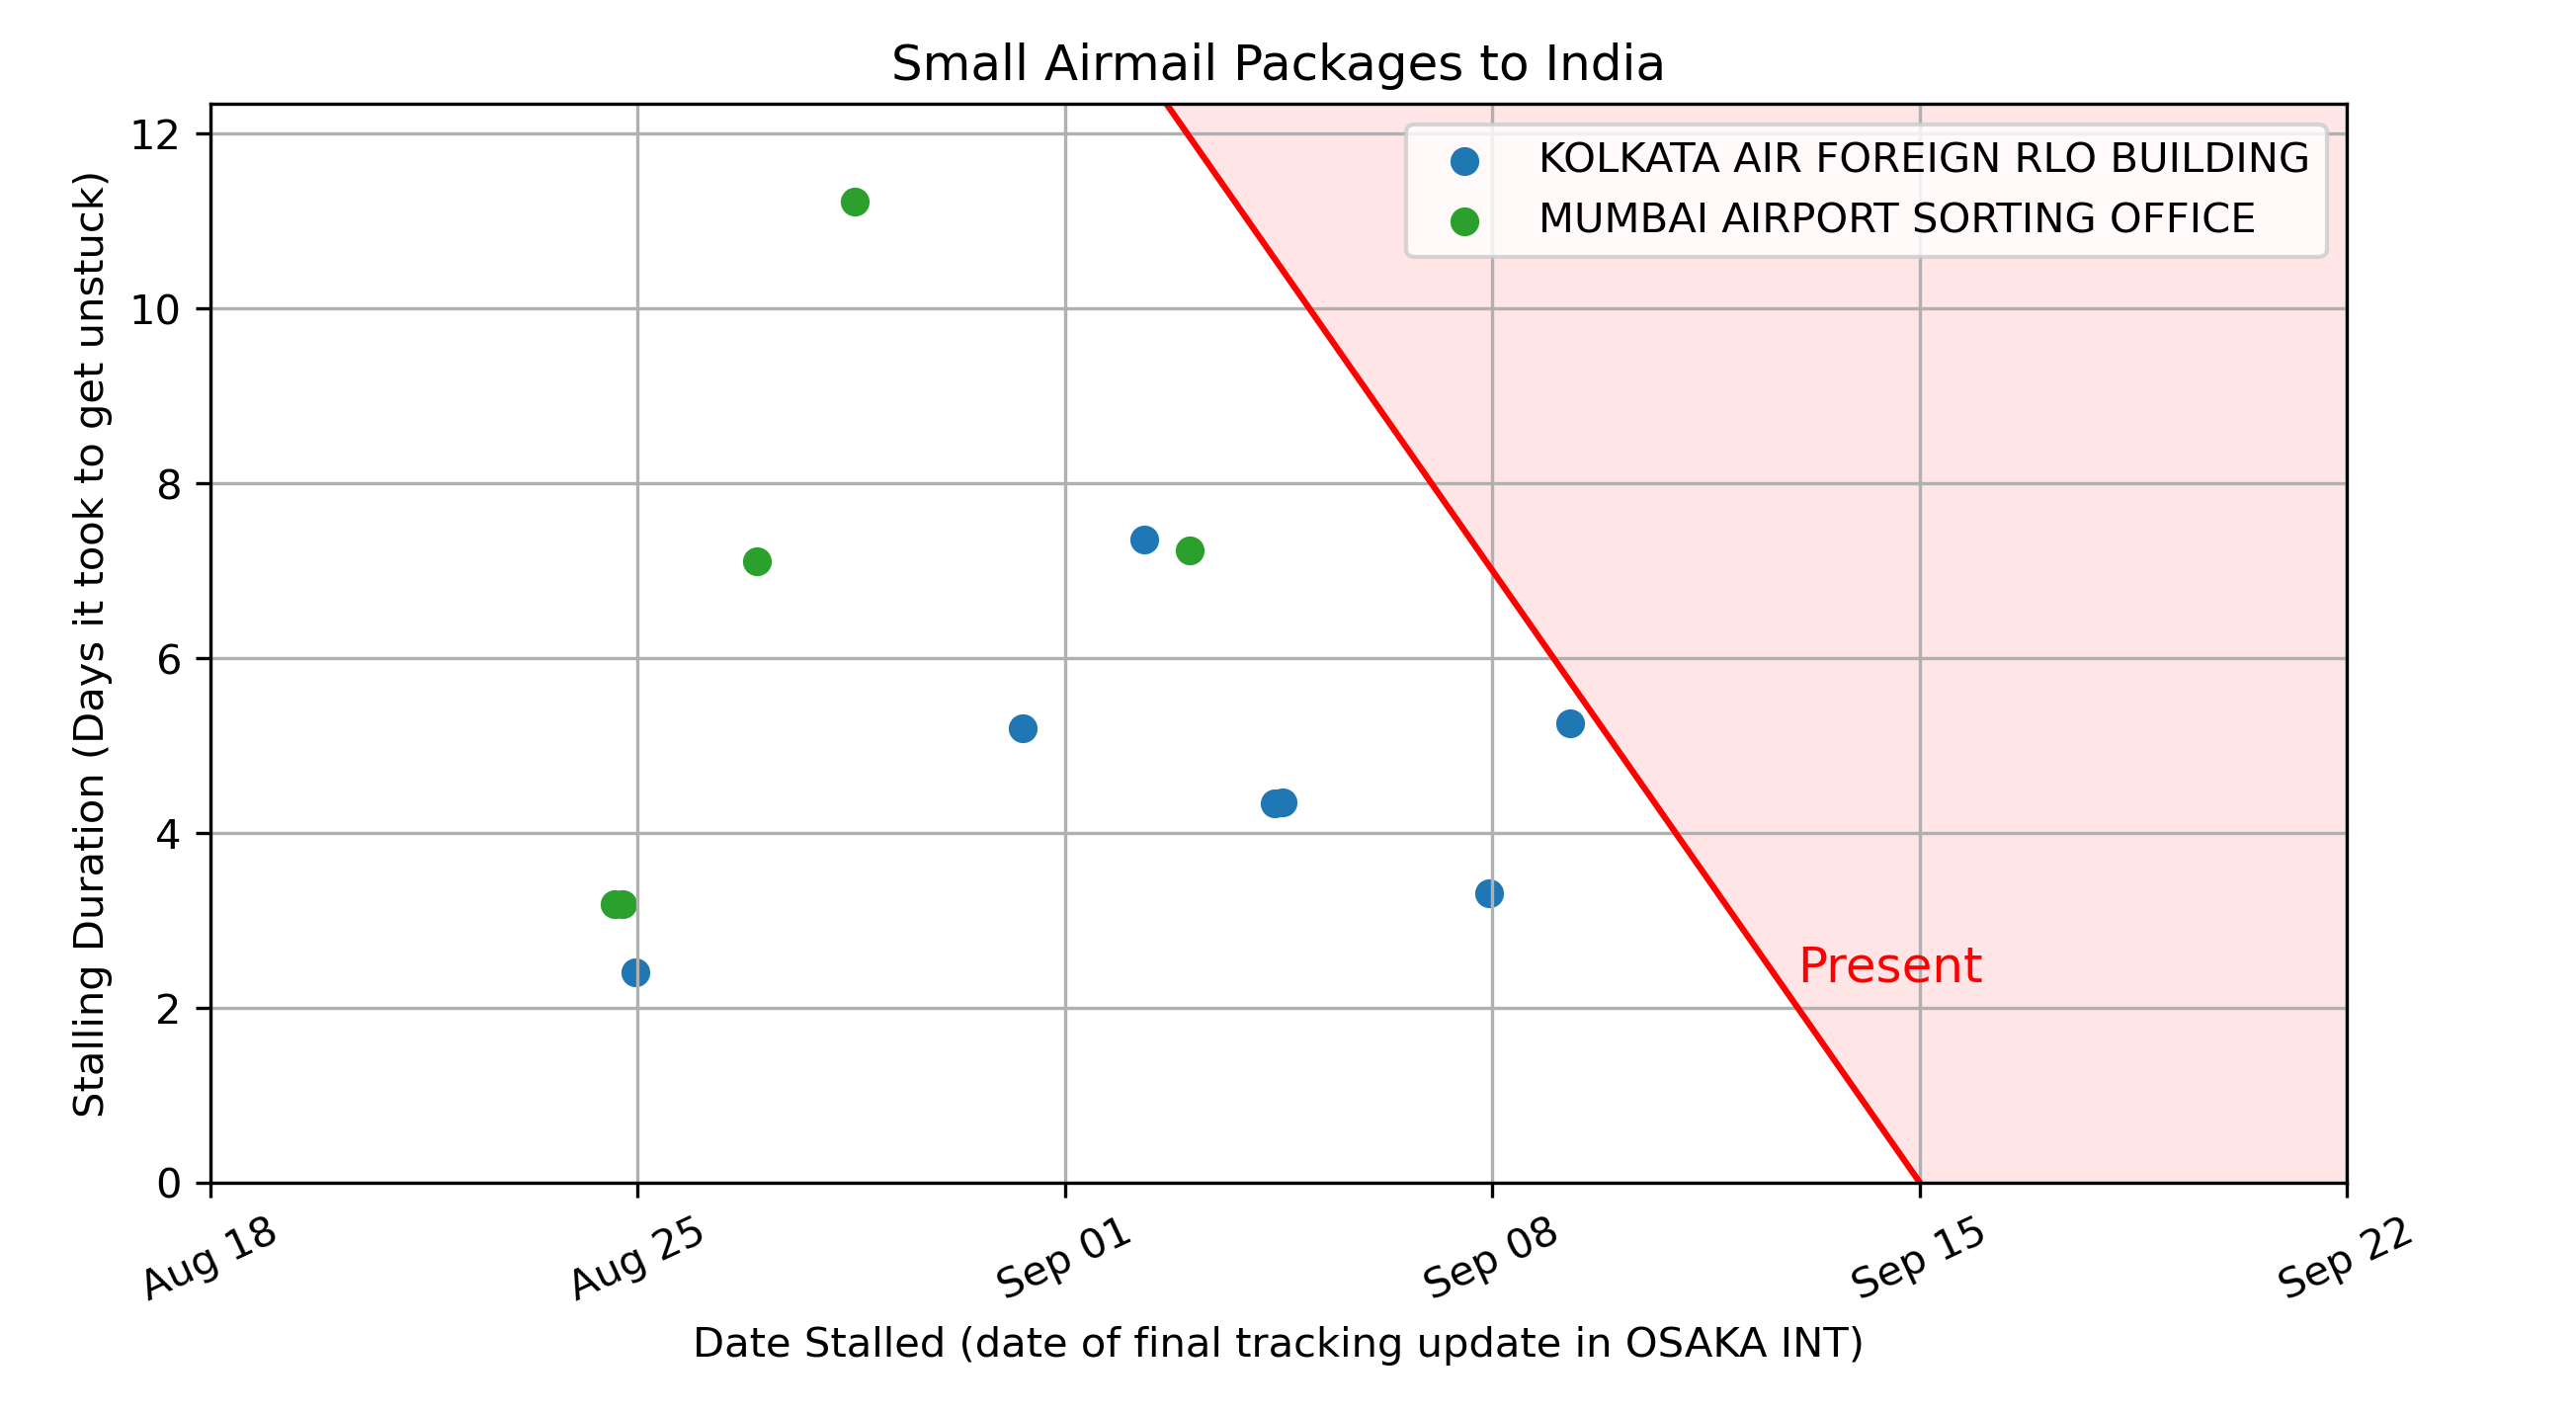 Small Airmail Packages to India
Stalling Duration (Days it took to get unstuck)
12
10
8
6
4
2
0
KOLKATA AIR FOREIGN RLO BUILDING
MUMBAI AIRPORT SORTING OFFICE
Present
Aug 18
Aug 25
Sep 01
Sep 08
Sep 15
Sep 22
Date Stalled (date of final tracking update in OSAKA INT)